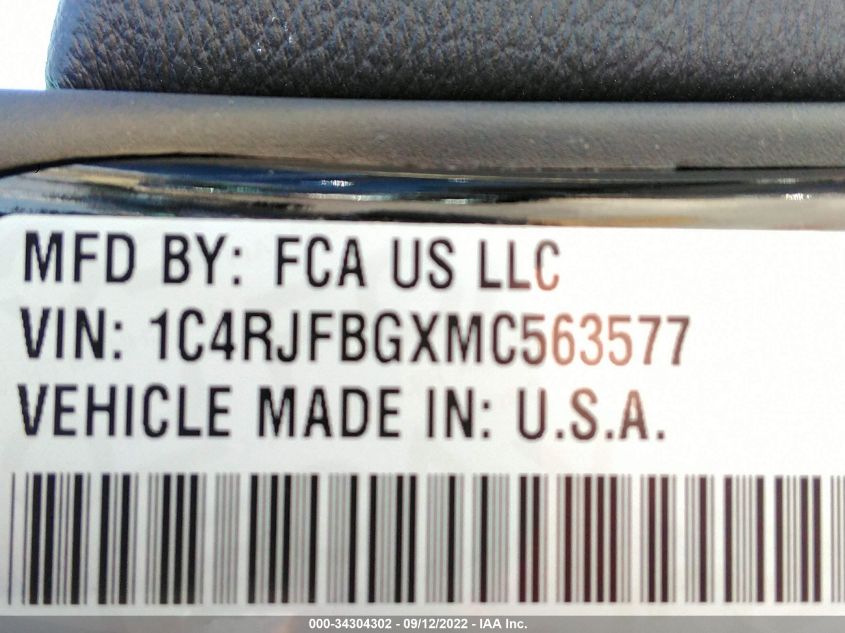 MFD BY: FCA US LLC
VIN: 1C4RJFBGXMC563577
VEHICLE MADE IN: U.S.A.
000-34304302 - 09/12/2022 - IAA Inc.